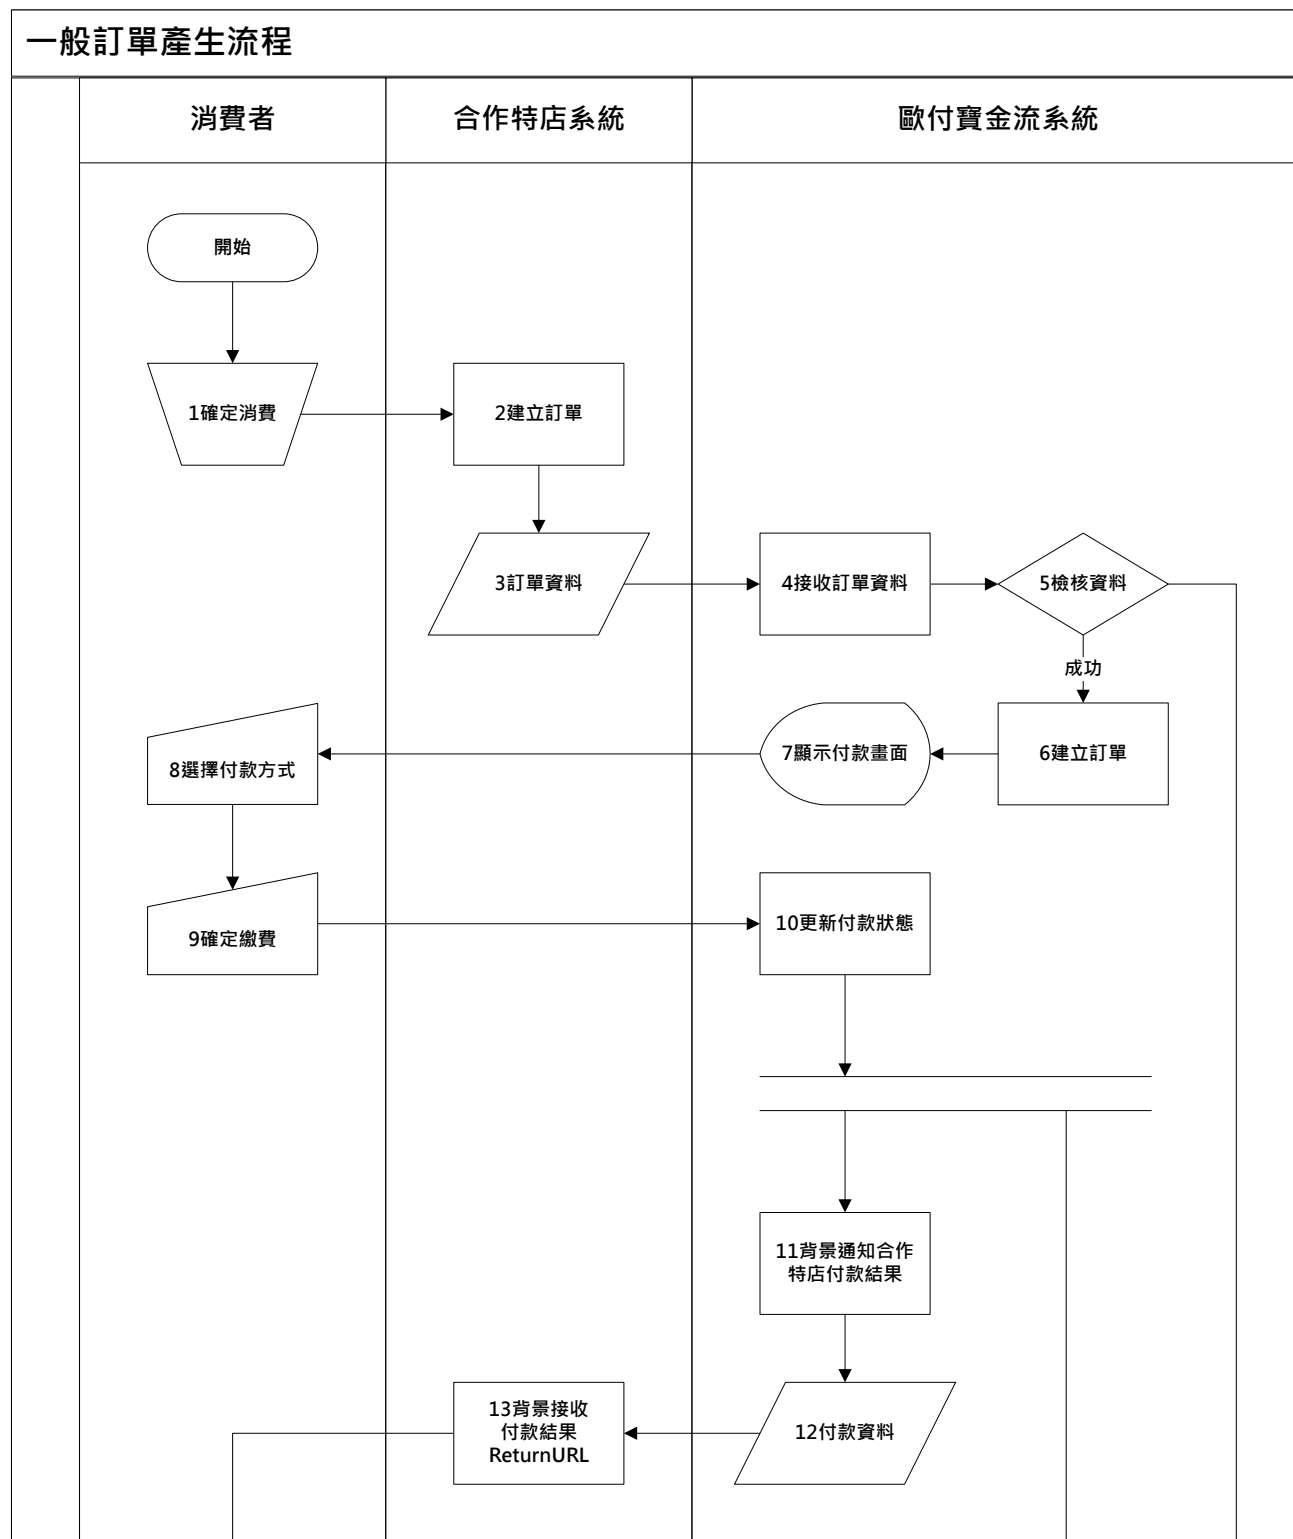 一般訂單產生流程
消費者
合作特店系統
歐付寶金流系統
開始
1確定消費
2建立訂單
3訂單資料
4接收訂單資料
5檢核資料
成功
6建立訂單
7顯示付款畫面
8選擇付款方式
9確定繳費
10更新付款狀態
11背景通知合作
特店付款結果
12付款資料
13背景接收
付款結果
ReturnURL